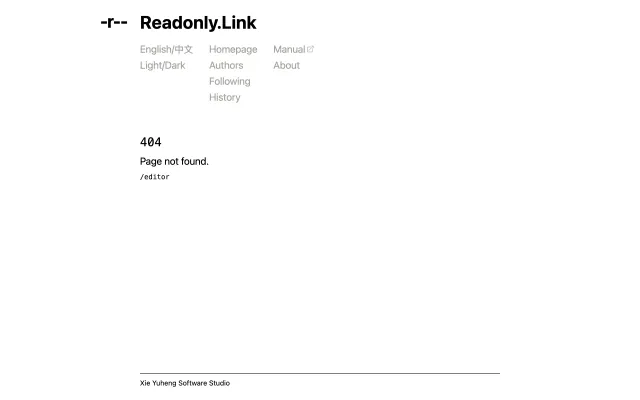 -r-- Readonly.Link
English/中文 Homepage Manual
Light/Dark Authors About
Following
History
404
Page not found.
/editor
Xie Yuheng Software Studio